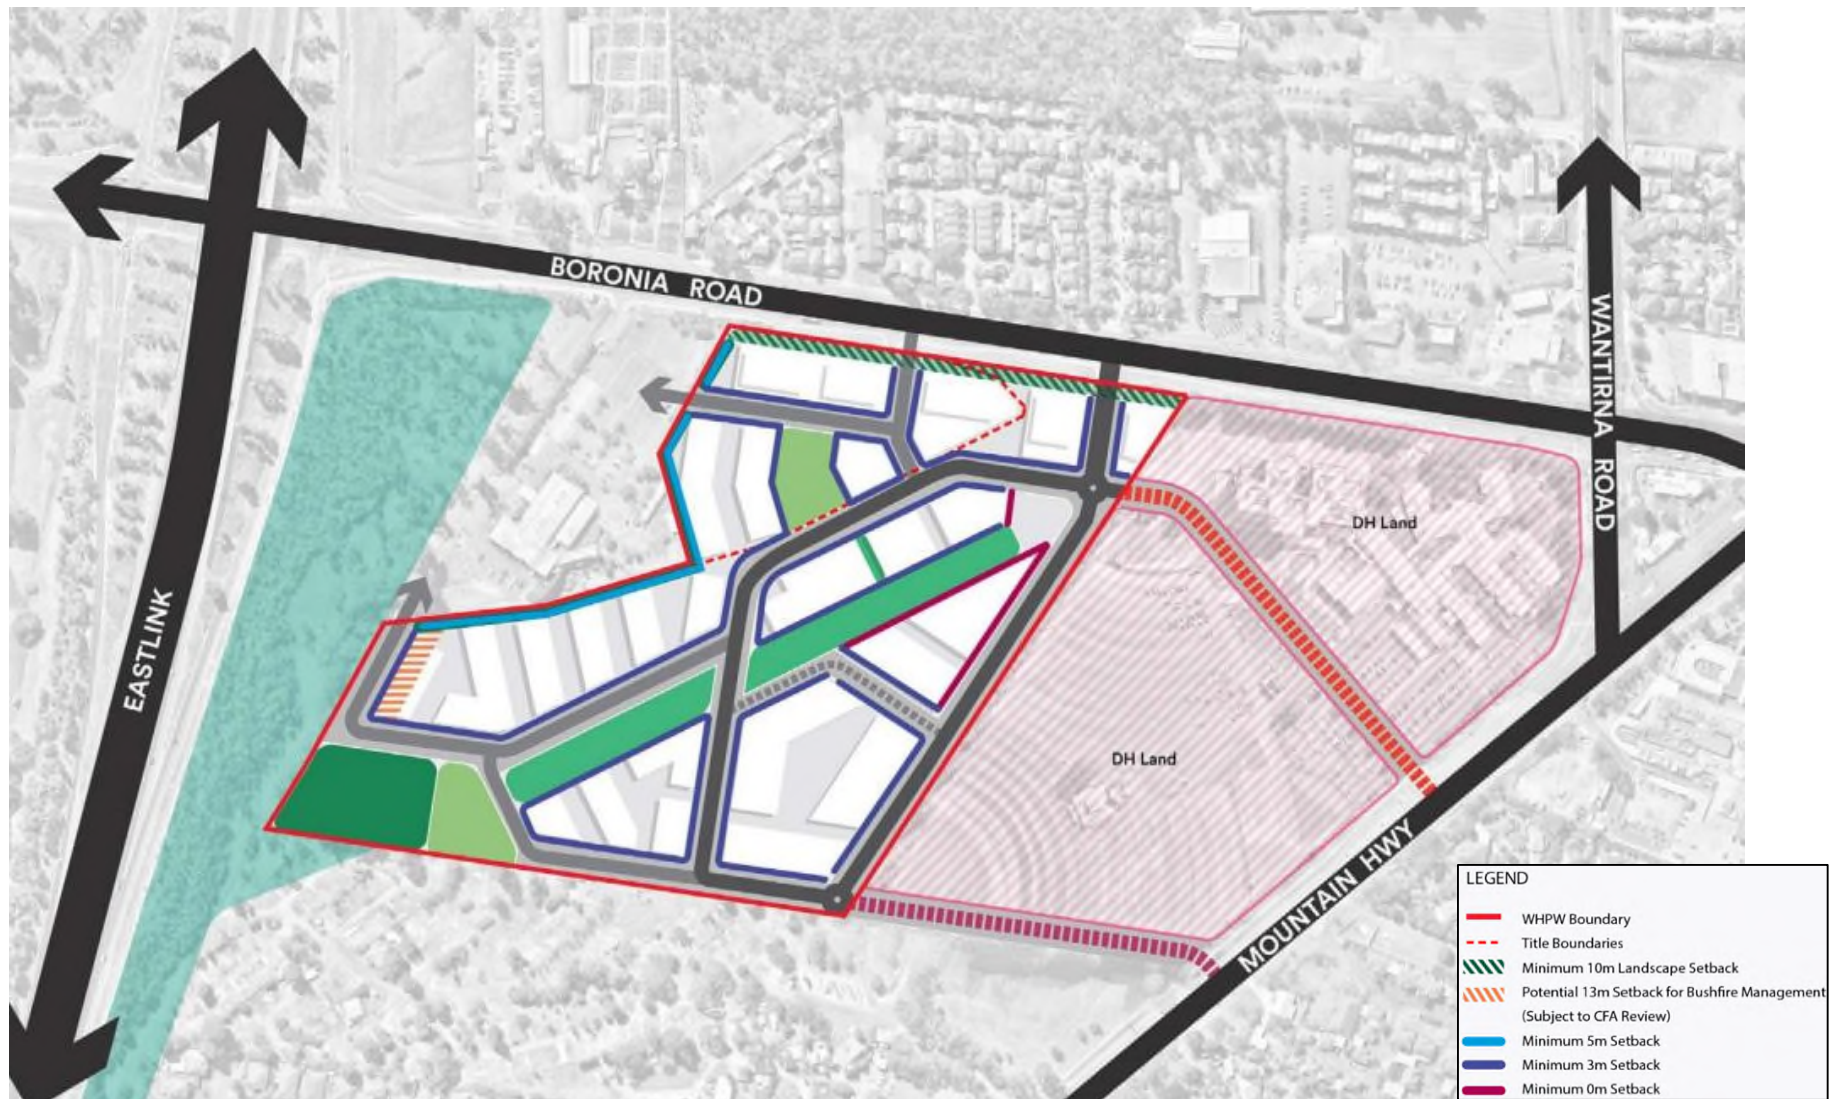 BORONIA ROAD
WANTIRNA ROAD
DH Land
EASTLINK
DH Land
MOUNTAIN HWY
LEGEND
WHPW Boundary
Title Boundaries
Minimum 10m Landscape Setback
Potential 13m Setback for Bushfire Management
(Subject to CFA Review)
Minimum 5m Setback
Minimum 3m Setback
Minimum 0m Setback